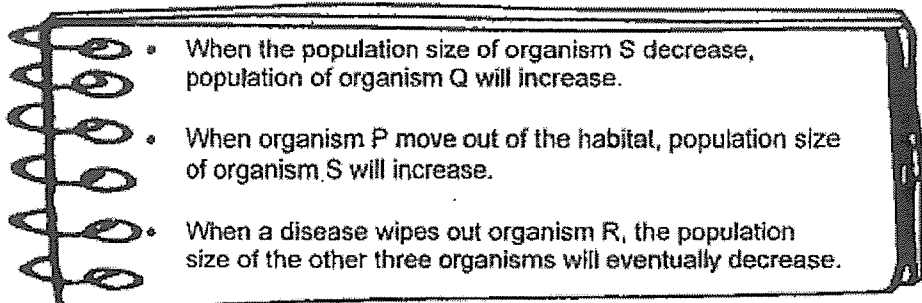 • When the population size of organism S decrease,
population of organism Q will increase.
• When organism P move out of the habitat, population size
of organism S will increase.
• When a disease wipes out organism R, the population
size of the other three organisms will eventually decrease.